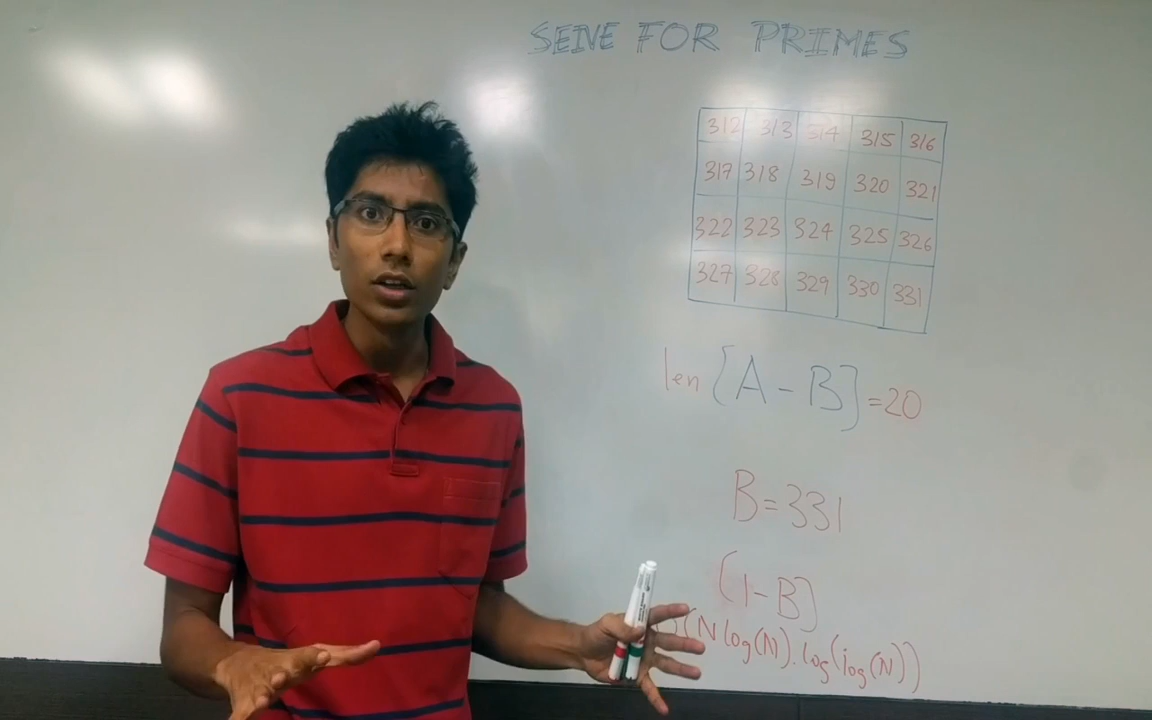 SEIVE FOR PRIMES
312 313 314 315 316
317 318 319 320 321
322 323 324 325 326
327 328 329 330 331
len [A - B] = 20
B = 331
(1 - B]
(N log(N). log(log(N))